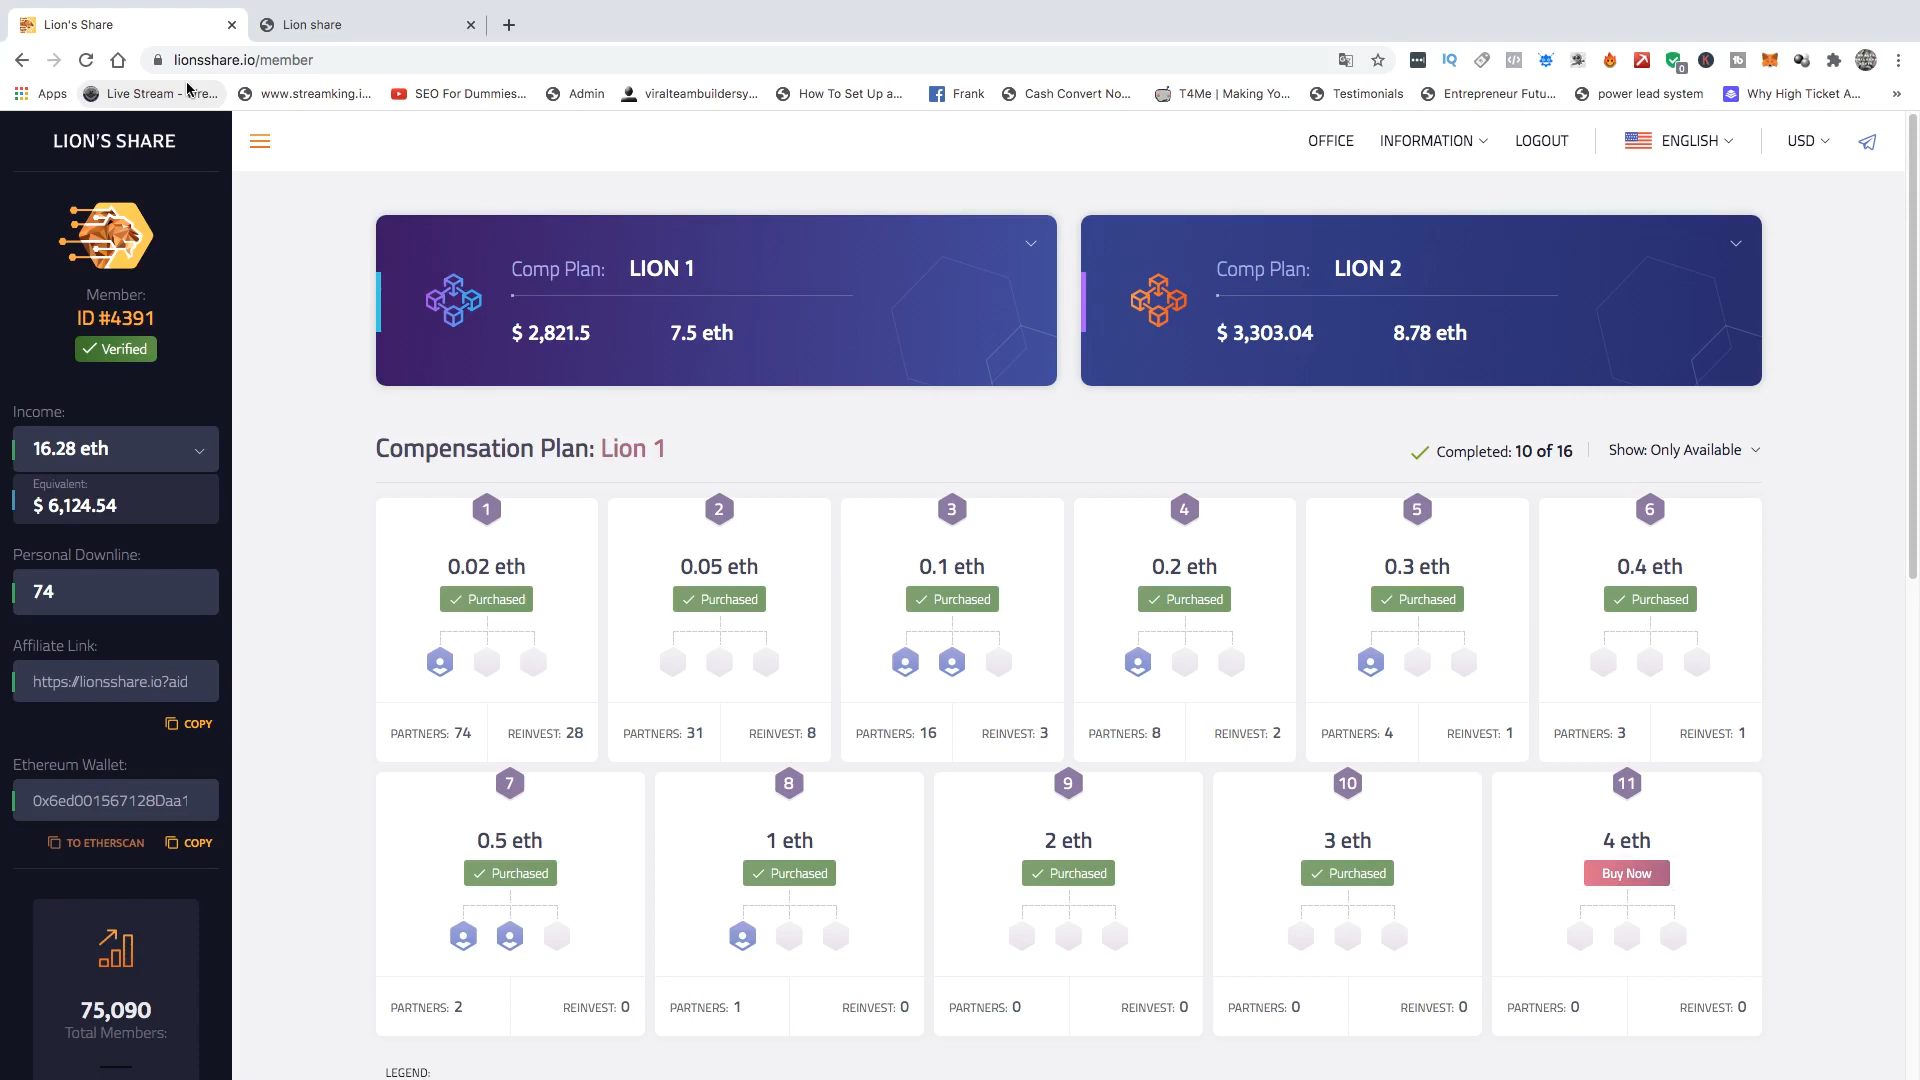 Lion's Share
Lion share
lionsshare.io/member
Apps
Live Stream - Fire...
www.streamking.i...
SEO For Dummies...
Admin
viralteambuildersy...
How To Set Up a...
Frank
Cash Convert No...
T4Me | Making Yo...
Testimonials
Entrepreneur Futu...
power lead system
Why High Ticket A...
»
LION'S SHARE
OFFICE
INFORMATION
LOGOUT
ENGLISH
USD
Member:
ID #4391
Verified
Income:
16.28 eth
Equivalent:
$ 6,124.54
Personal Downline:
74
Affiliate Link:
https://lionsshare.io?aid
COPY
Ethereum Wallet:
0x6ed001567128Daa1
TO ETHERSCAN
COPY
75,090
Total Members:
Comp Plan: LION 1
$ 2,821.5 7.5 eth
Comp Plan: LION 2
$ 3,303.04 8.78 eth
Compensation Plan: Lion 1
Completed: 10 of 16
Show: Only Available
1
0.02 eth
Purchased
PARTNERS: 74 REINVEST: 28
2
0.05 eth
Purchased
PARTNERS: 31 REINVEST: 8
3
0.1 eth
Purchased
PARTNERS: 16 REINVEST: 3
4
0.2 eth
Purchased
PARTNERS: 8 REINVEST: 2
5
0.3 eth
Purchased
PARTNERS: 4 REINVEST: 1
6
0.4 eth
Purchased
PARTNERS: 3 REINVEST: 1
7
0.5 eth
Purchased
PARTNERS: 2 REINVEST: 0
8
1 eth
Purchased
PARTNERS: 1 REINVEST: 0
9
2 eth
Purchased
PARTNERS: 0 REINVEST: 0
10
3 eth
Purchased
PARTNERS: 0 REINVEST: 0
11
4 eth
Buy Now
PARTNERS: 0 REINVEST: 0
LEGEND: